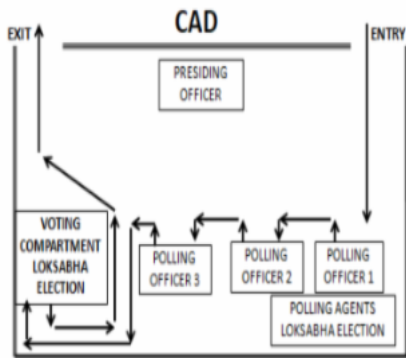 CAD
EXIT
ENTRY
PRESIDING
OFFICER
VOTING
COMPARTMENT
LOKSABHA
ELECTION
POLLING
OFFICER 3
POLLING
OFFICER 2
POLLING
OFFICER 1
POLLING AGENTS
LOKSABHA ELECTION